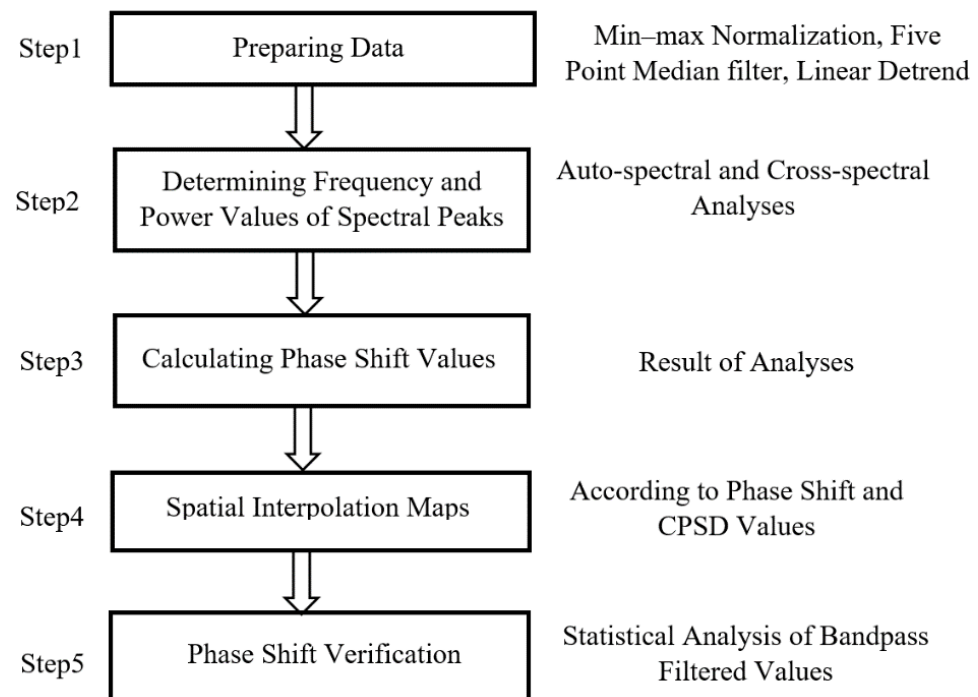 Step1
Preparing Data
Min–max Normalization, Five
Point Median filter, Linear Detrend
Step2
Determining Frequency and
Power Values of Spectral Peaks
Auto-spectral and Cross-spectral
Analyses
Step3
Calculating Phase Shift Values
Result of Analyses
Step4
Spatial Interpolation Maps
According to Phase Shift and
CPSD Values
Step5
Phase Shift Verification
Statistical Analysis of Bandpass
Filtered Values